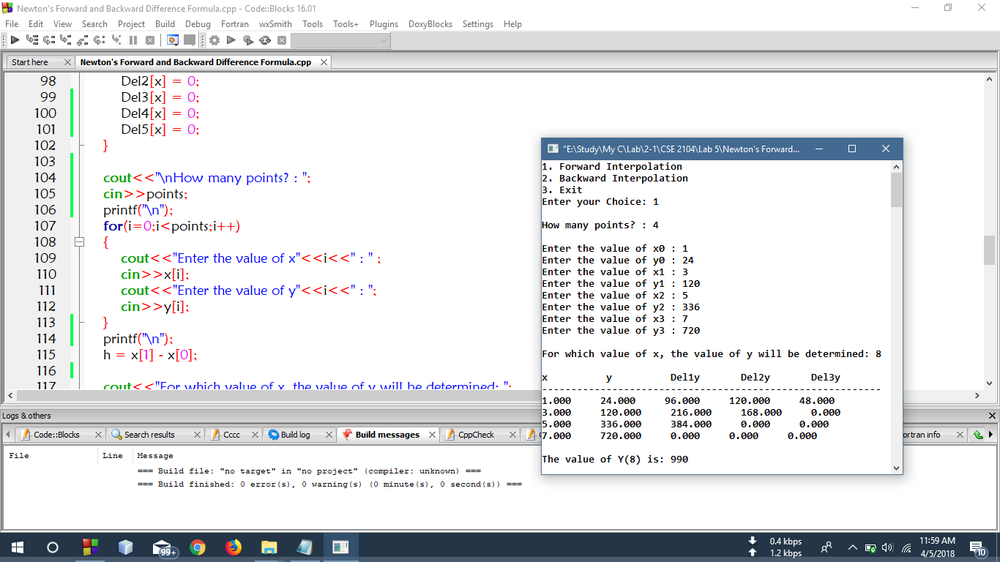 Newton's Forward and Backward Difference Formula.cpp - Code::Blocks 16.01
File Edit View Search Project Build Debug Fortran wxSmith Tools Tools+ Plugins DoxyBlocks Settings Help
Start here Newton's Forward and Backward Difference Formula.cpp
98 Del2[x] = 0;
99 Del3[x] = 0;
100 Del4[x] = 0;
101 Del5[x] = 0;
102 }
103
104 cout<<"\nHow many points? : ";
105 cin>>points;
106 printf("\n");
107 for(i=0;i<points;i++)
108 {
109 cout<<"Enter the value of x"<<i<<" : " ;
110 cin>>x[i];
111 cout<<"Enter the value of y"<<i<<" : ";
112 cin>>y[i];
113 }
114 printf("\n");
115 h = x[1] - x[0];
116
117 cout<<"For which value of x, the value of y will be determined: ";
"E:\Study\My C\Lab\2-1\CSE 2104\Lab 5\Newton's Forward...
1. Forward Interpolation
2. Backward Interpolation
3. Exit
Enter your Choice: 1
How many points? : 4
Enter the value of x0 : 1
Enter the value of y0 : 24
Enter the value of x1 : 3
Enter the value of y1 : 120
Enter the value of x2 : 5
Enter the value of y2 : 336
Enter the value of x3 : 7
Enter the value of y3 : 720
For which value of x, the value of y will be determined: 8
x y Del1y Del2y Del3y
----------------------------------------------------------
1.000 24.000 96.000 120.000 48.000
3.000 120.000 216.000 168.000 0.000
5.000 336.000 384.000 0.000 0.000
7.000 720.000 0.000 0.000 0.000
The value of Y(8) is: 990
Logs & others
Code::Blocks Search results Cccc Build log Build messages CppCheck ortran info
File Line Message
=== Build file: "no target" in "no project" (compiler: unknown) ===
=== Build finished: 0 error(s), 0 warning(s) (0 minute(s), 0 second(s)) ===
99+
0.4 kbps
1.2 kbps
11:59 AM
4/5/2018
10